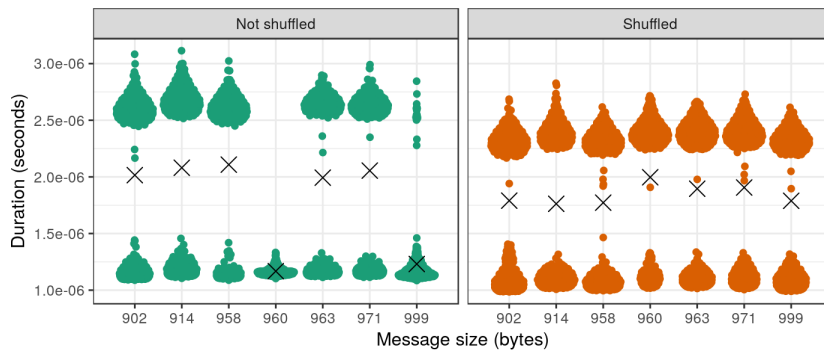 Not shuffled
Shuffled
Duration (seconds)
3.0e-06
2.5e-06
2.0e-06
1.5e-06
1.0e-06
902 914 958 960 963 971 999
902 914 958 960 963 971 999
Message size (bytes)